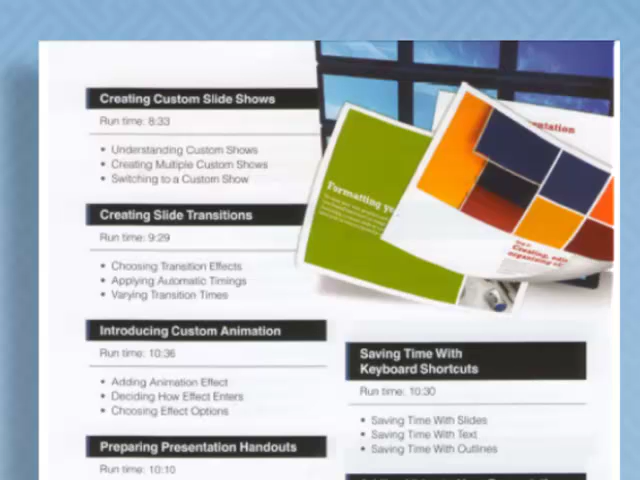 Creating Custom Slide Shows
Run time: 8:33
• Understanding Custom Shows
• Creating Multiple Custom Shows
• Switching to a Custom Show
Creating Slide Transitions
Run time: 9:29
• Choosing Transition Effects
• Applying Automatic Timings
• Varying Transition Times
Introducing Custom Animation
Run time: 10:36
• Adding Animation Effect
• Deciding How Effect Enters
• Choosing Effect Options
Preparing Presentation Handouts
Run time: 10:10
Formatting
Creating, edit
organizing
Saving Time With
Keyboard Shortcuts
Run time: 10:30
• Saving Time With Slides
• Saving Time With Text
• Saving Time With Outlines